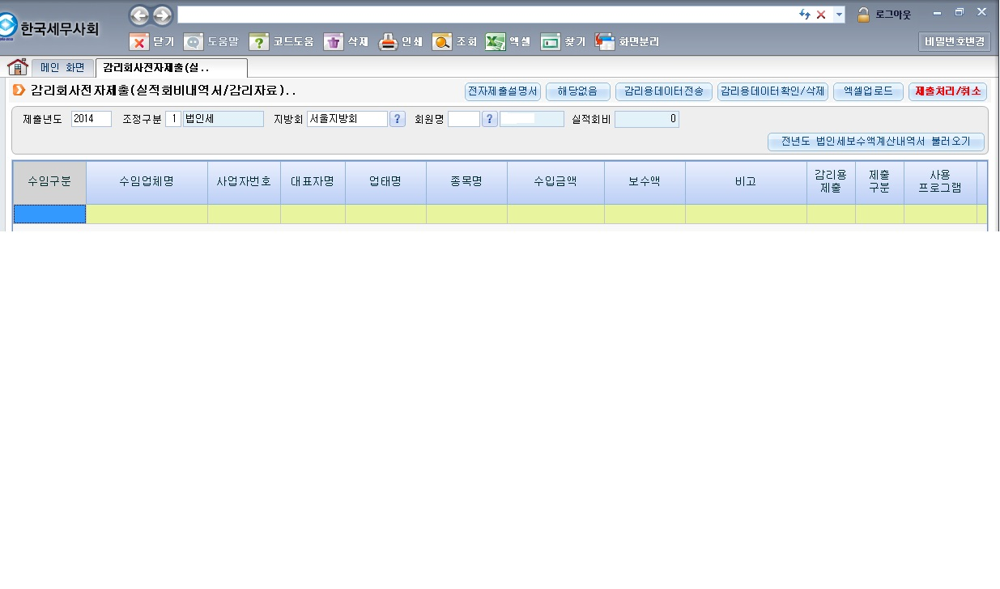 한국세무사회
로그아웃
닫기 도움말 코드도움 삭제 인쇄 조회 엑셀 찾기 화면분리 비밀번호변경
메인 화면 감리회사전자제출(실..
감리회사전자제출(실적회비내역서/감리자료).. 전자제출설명서 해당없음 감리용데이터전송 감리용데이터확인/삭제 엑셀업로드 제출처리/취소
제출년도 2014 조정구분 1 법인세 지방회 서울지방회 ? 회원명 ? 실적회비 0
전년도 법인세보수액계산내역서 불러오기
수임구분 수임업체명 사업자번호 대표자명 업태명 종목명 수입금액 보수액 비고 감리용 제출 제출 구분 사용 프로그램